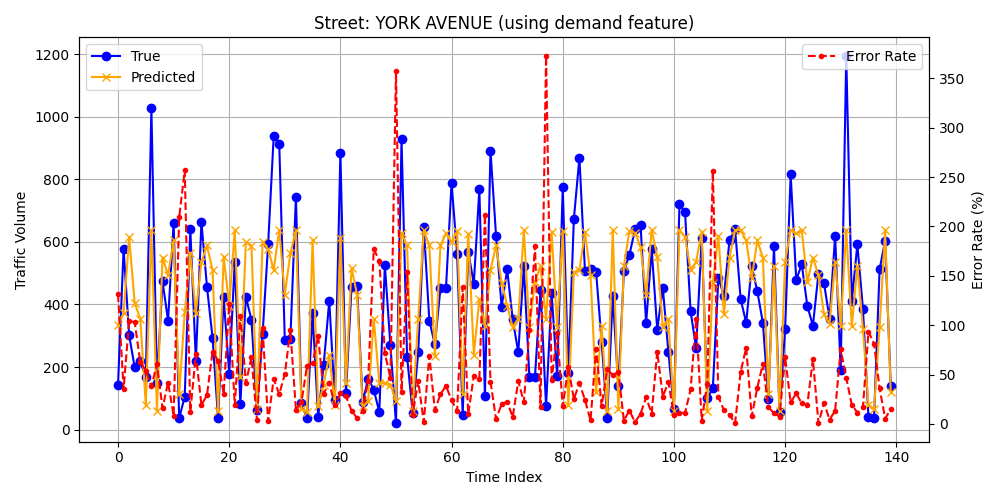 Street: YORK AVENUE (using demand feature)
True
Predicted
Error Rate
Traffic Volume
1200
1000
800
600
400
200
0
350
300
250
200
150
100
50
0
Error Rate (%)
0 20 40 60 80 100 120 140
Time Index